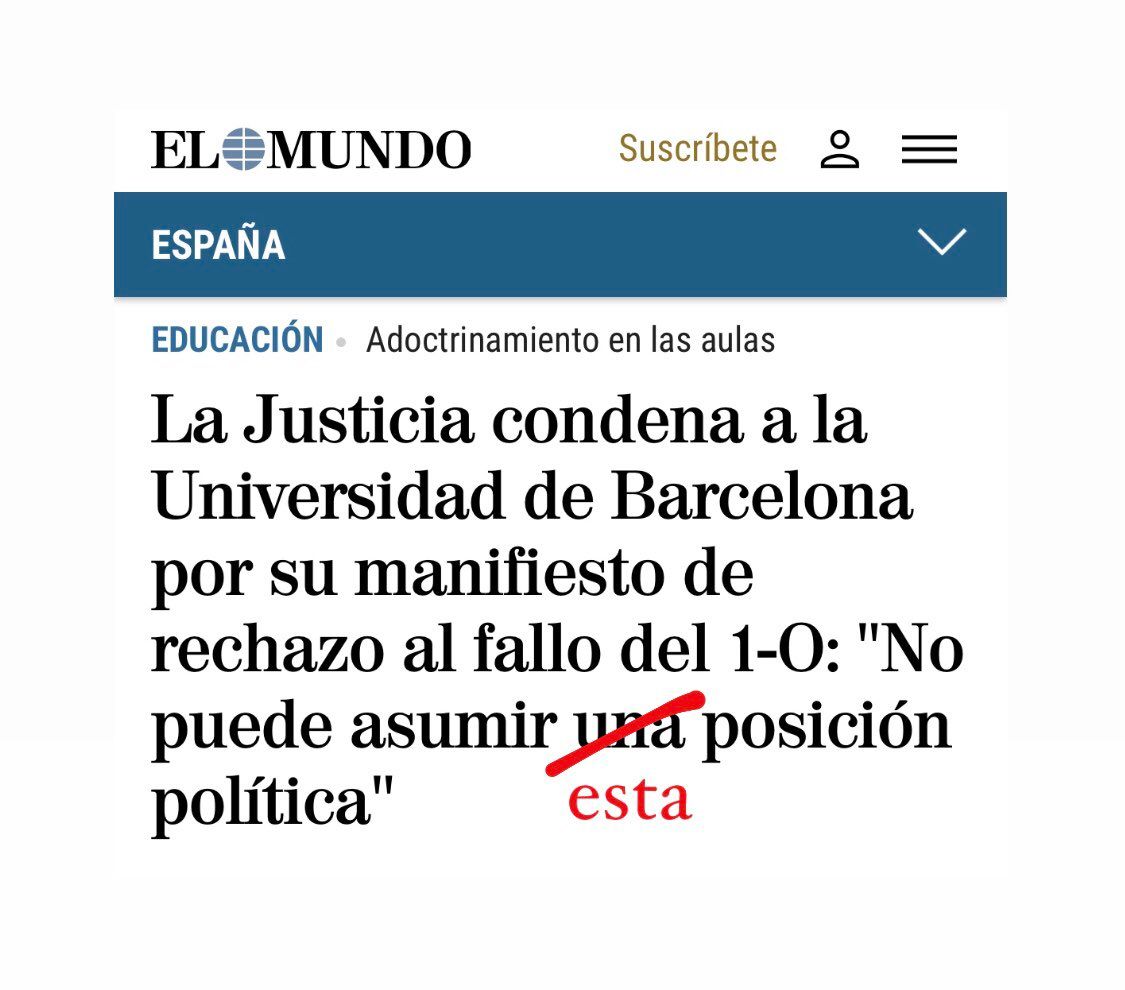 EL MUNDO Suscríbete
ESPAÑA
EDUCACIÓN • Adoctrinamiento en las aulas
La Justicia condena a la
Universidad de Barcelona
por su manifiesto de
rechazo al fallo del 1-O: "No
puede asumir una posición
política" esta